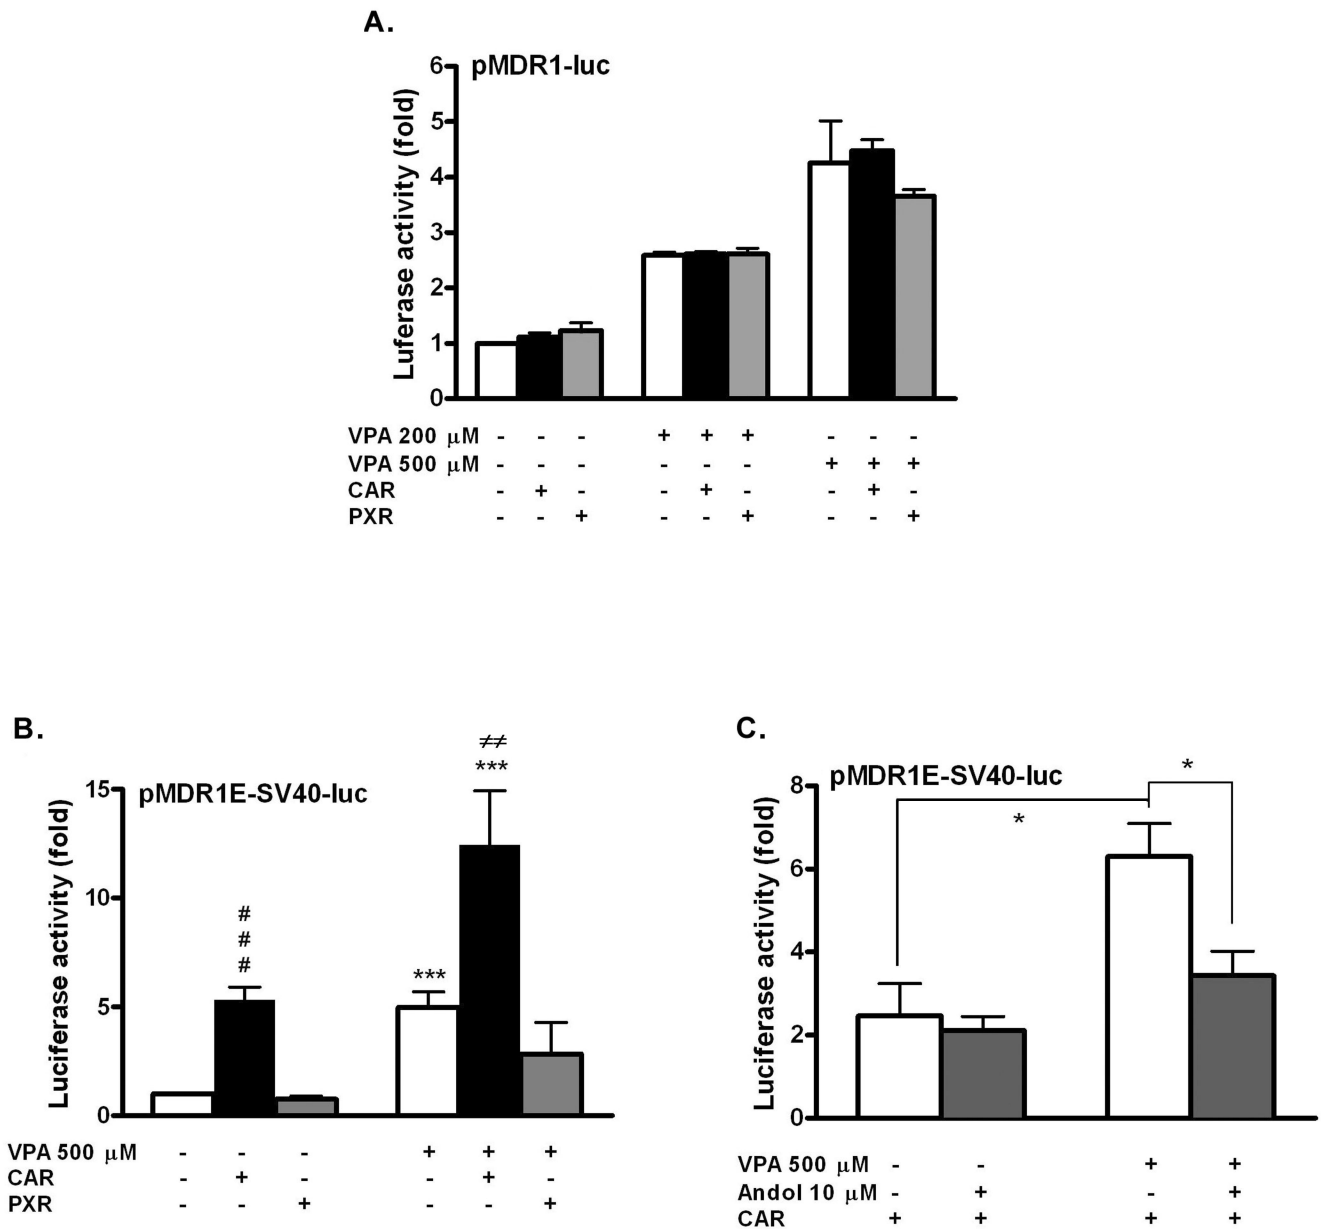 A.
pMDR1-luc
Luferase activity (fold)
6
5
4
3
2
1
0
VPA 200 µM - - - + + + - - -
VPA 500 µM - - - - - - + + +
CAR - + - - + - - + -
PXR - - + - - + - - +
B.
pMDR1E-SV40-luc
Luciferase activity (fold)
15
10
5
0
#
#
#
***
≠≠
***
VPA 500 µM - - - + + +
CAR - + - - + -
PXR - - + - - +
C.
pMDR1E-SV40-luc
Luciferase activity (fold)
8
6
4
2
0
*
*
VPA 500 µM - - + +
Andol 10 µM - + - +
CAR + + + +